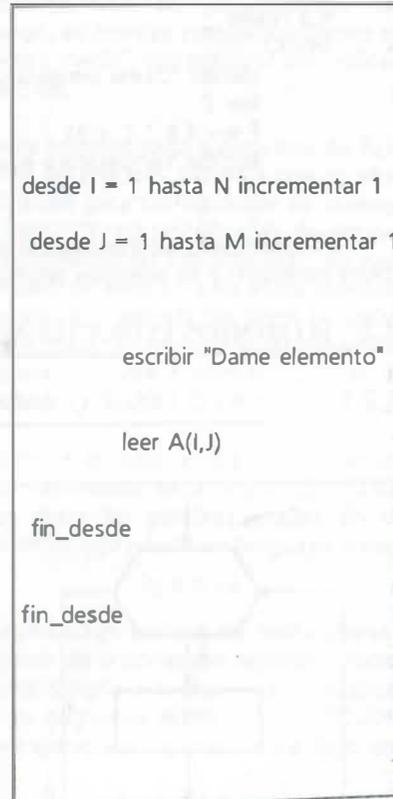 desde I = 1 hasta N incrementar 1
desde J = 1 hasta M incrementar 1
escribir "Dame elemento"
leer A(I,J)
fin_desde
fin_desde